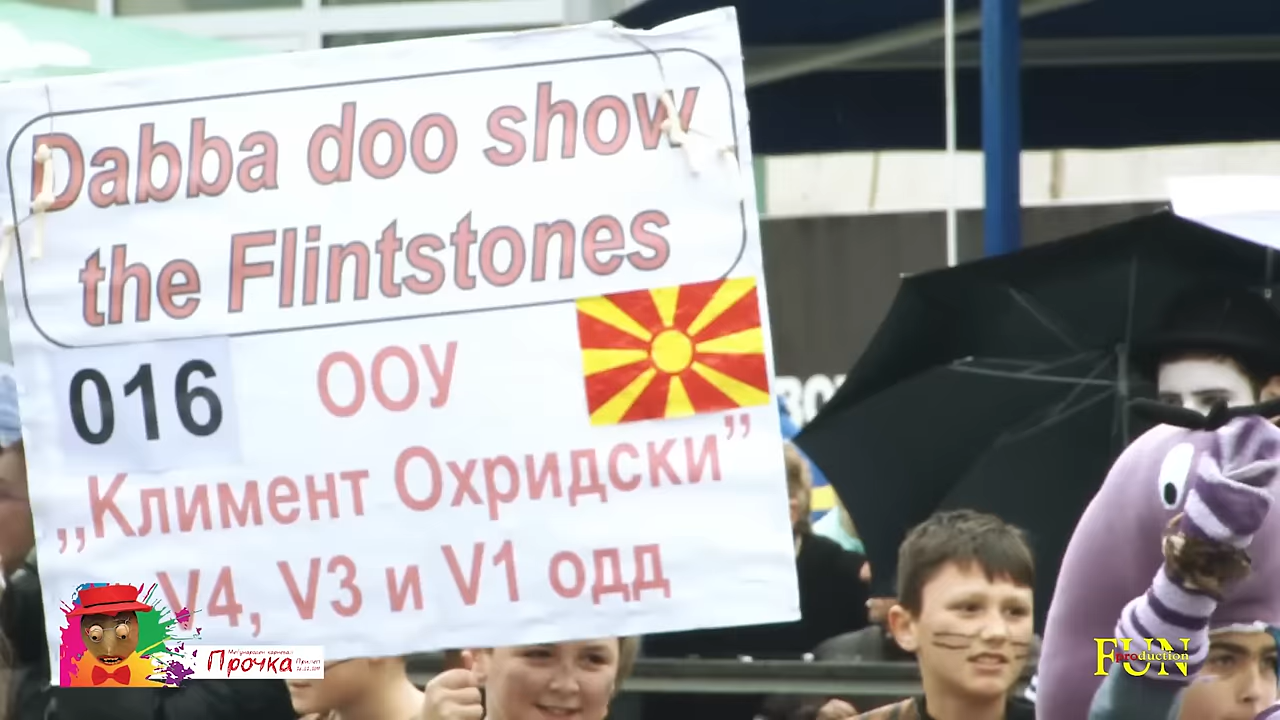 Dabba doo show
the Flintstones
016
ООУ
„Климент Охридски”
V4, V3 и V1 одд
Прочка
FUN
production